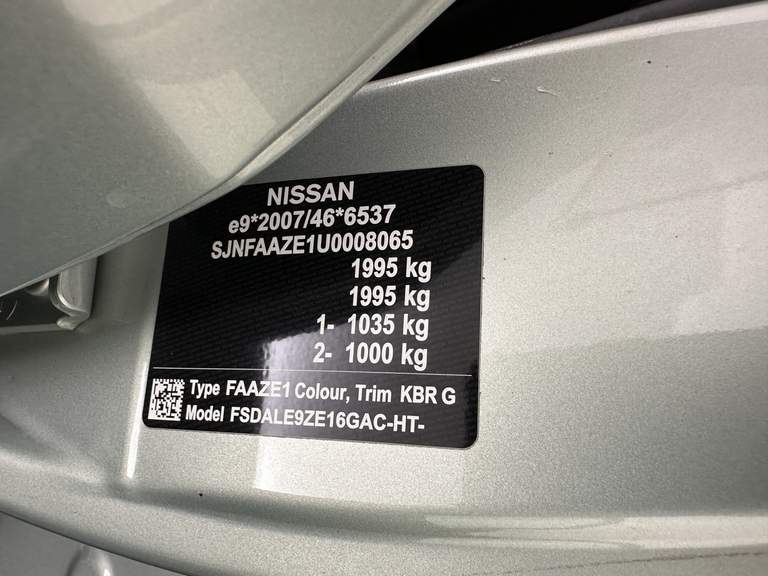 NISSAN
e9*2007/46*6537
SJNFAAZE1U0008065
1995 kg
1995 kg
1- 1035 kg
2- 1000 kg
Type FAAZE1 Colour, Trim KBR G
Model FSDALE9ZE16GAC-HT-